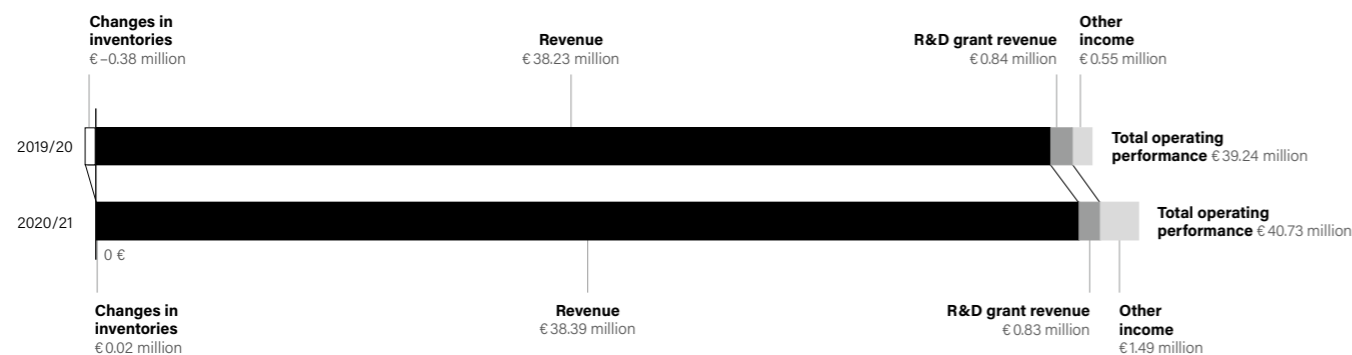 Changes in
inventories
€ –0.38 million
Revenue
€ 38.23 million
R&D grant revenue
€ 0.84 million
Other
income
€ 0.55 million
2019/20
Total operating
performance € 39.24 million
2020/21
Total operating
performance € 40.73 million
0 €
Changes in
inventories
€ 0.02 million
Revenue
€ 38.39 million
R&D grant revenue
€ 0.83 million
Other
income
€ 1.49 million